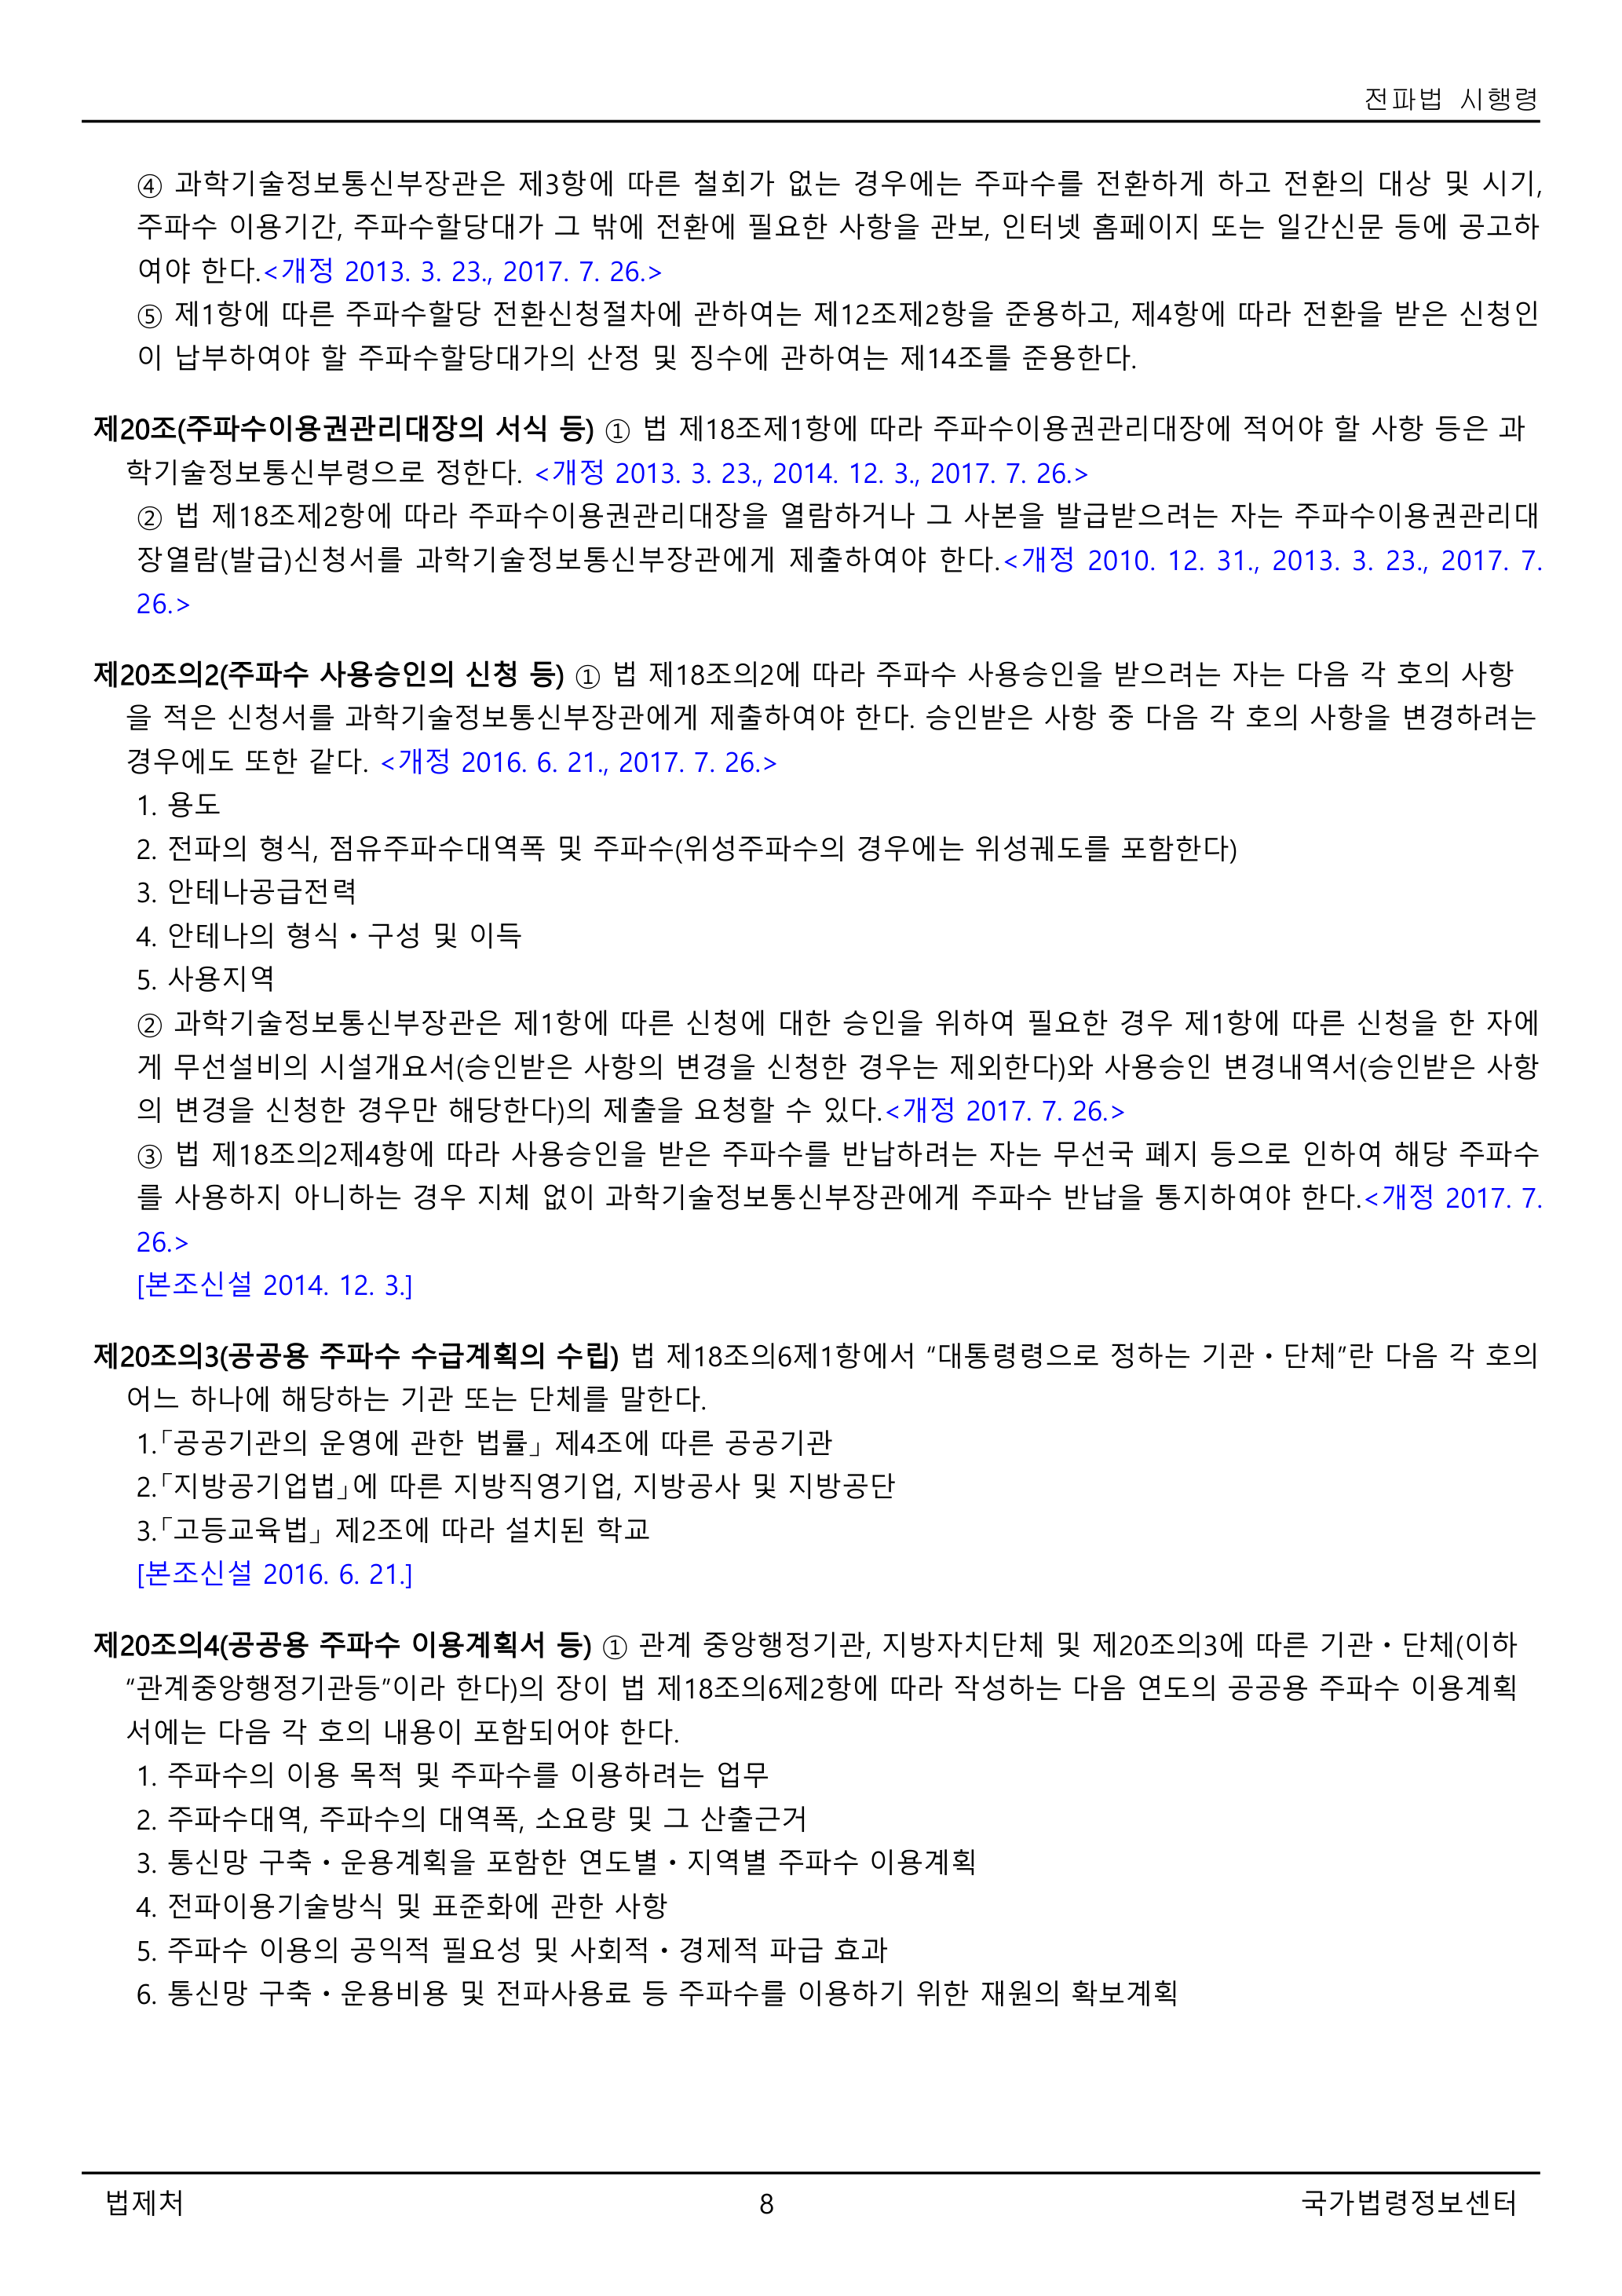 전파법 시행령
④ 과학기술정보통신부장관은 제3항에 따른 철회가 없는 경우에는 주파수를 전환하게 하고 전환의 대상 및 시기,
주파수 이용기간, 주파수할당대가 그 밖에 전환에 필요한 사항을 관보, 인터넷 홈페이지 또는 일간신문 등에 공고하
여야 한다.<개정 2013. 3. 23., 2017. 7. 26.>
⑤ 제1항에 따른 주파수할당 전환신청절차에 관하여는 제12조제2항을 준용하고, 제4항에 따라 전환을 받은 신청인
이 납부하여야 할 주파수할당대가의 산정 및 징수에 관하여는 제14조를 준용한다.
제20조(주파수이용권관리대장의 서식 등) ① 법 제18조제1항에 따라 주파수이용권관리대장에 적어야 할 사항 등은 과
학기술정보통신부령으로 정한다. <개정 2013. 3. 23., 2014. 12. 3., 2017. 7. 26.>
② 법 제18조제2항에 따라 주파수이용권관리대장을 열람하거나 그 사본을 발급받으려는 자는 주파수이용권관리대
장열람(발급)신청서를 과학기술정보통신부장관에게 제출하여야 한다.<개정 2010. 12. 31., 2013. 3. 23., 2017. 7.
26.>
제20조의2(주파수 사용승인의 신청 등) ① 법 제18조의2에 따라 주파수 사용승인을 받으려는 자는 다음 각 호의 사항
을 적은 신청서를 과학기술정보통신부장관에게 제출하여야 한다. 승인받은 사항 중 다음 각 호의 사항을 변경하려는
경우에도 또한 같다. <개정 2016. 6. 21., 2017. 7. 26.>
1. 용도
2. 전파의 형식, 점유주파수대역폭 및 주파수(위성주파수의 경우에는 위성궤도를 포함한다)
3. 안테나공급전력
4. 안테나의 형식ㆍ구성 및 이득
5. 사용지역
② 과학기술정보통신부장관은 제1항에 따른 신청에 대한 승인을 위하여 필요한 경우 제1항에 따른 신청을 한 자에
게 무선설비의 시설개요서(승인받은 사항의 변경을 신청한 경우는 제외한다)와 사용승인 변경내역서(승인받은 사항
의 변경을 신청한 경우만 해당한다)의 제출을 요청할 수 있다.<개정 2017. 7. 26.>
③ 법 제18조의2제4항에 따라 사용승인을 받은 주파수를 반납하려는 자는 무선국 폐지 등으로 인하여 해당 주파수
를 사용하지 아니하는 경우 지체 없이 과학기술정보통신부장관에게 주파수 반납을 통지하여야 한다.<개정 2017. 7.
26.>
[본조신설 2014. 12. 3.]
제20조의3(공공용 주파수 수급계획의 수립) 법 제18조의6제1항에서 “대통령령으로 정하는 기관ㆍ단체”란 다음 각 호의
어느 하나에 해당하는 기관 또는 단체를 말한다.
1.「공공기관의 운영에 관한 법률」 제4조에 따른 공공기관
2.「지방공기업법」에 따른 지방직영기업, 지방공사 및 지방공단
3.「고등교육법」 제2조에 따라 설치된 학교
[본조신설 2016. 6. 21.]
제20조의4(공공용 주파수 이용계획서 등) ① 관계 중앙행정기관, 지방자치단체 및 제20조의3에 따른 기관ㆍ단체(이하
“관계중앙행정기관등”이라 한다)의 장이 법 제18조의6제2항에 따라 작성하는 다음 연도의 공공용 주파수 이용계획
서에는 다음 각 호의 내용이 포함되어야 한다.
1. 주파수의 이용 목적 및 주파수를 이용하려는 업무
2. 주파수대역, 주파수의 대역폭, 소요량 및 그 산출근거
3. 통신망 구축ㆍ운용계획을 포함한 연도별ㆍ지역별 주파수 이용계획
4. 전파이용기술방식 및 표준화에 관한 사항
5. 주파수 이용의 공익적 필요성 및 사회적ㆍ경제적 파급 효과
6. 통신망 구축ㆍ운용비용 및 전파사용료 등 주파수를 이용하기 위한 재원의 확보계획
법제처
8
국가법령정보센터